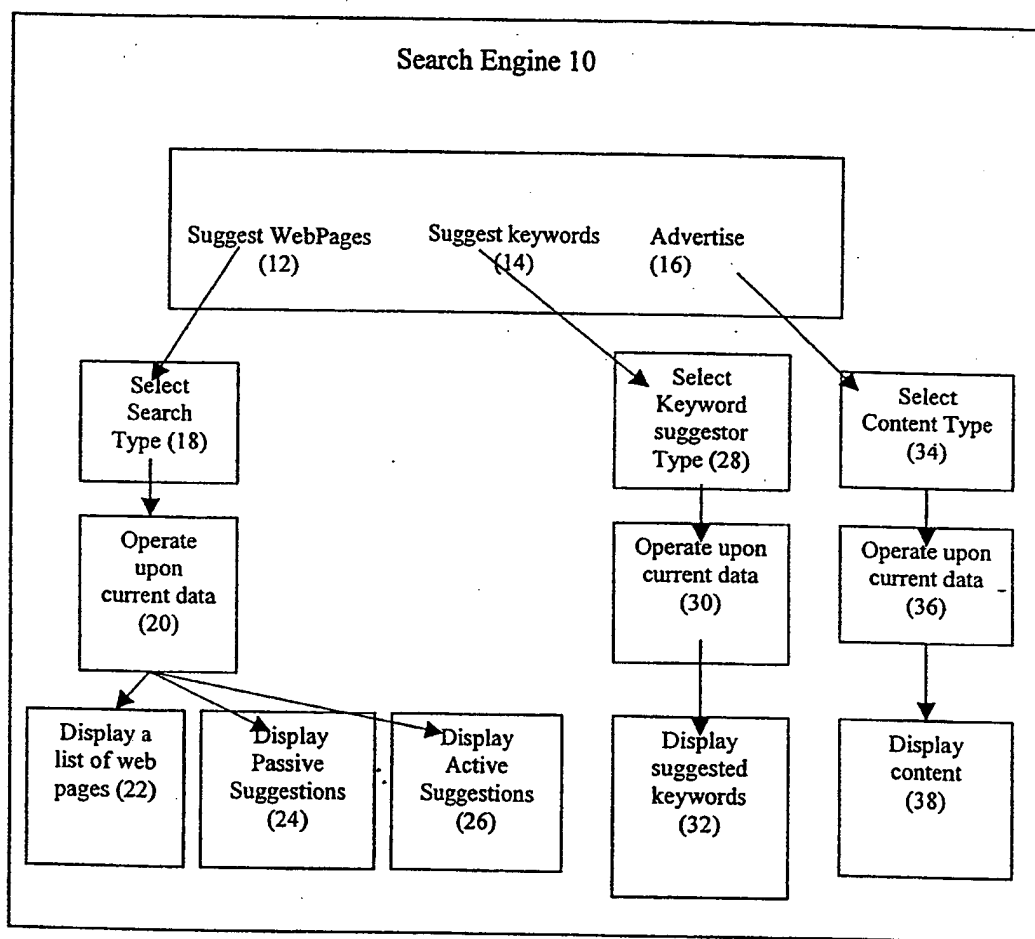 Search Engine 10
Suggest WebPages
(12)
Suggest keywords
(14)
Advertise
(16)
Select
Search
Type (18)
Select
Keyword
suggestor
Type (28)
Select
Content Type
(34)
Operate
upon
current data
(20)
Operate upon
current data
(30)
Operate upon
current data
(36)
Display a
list of web
pages (22)
Display
Passive
Suggestions
(24)
Display
Active
Suggestions
(26)
Display
suggested
keywords
(32)
Display
content
(38)